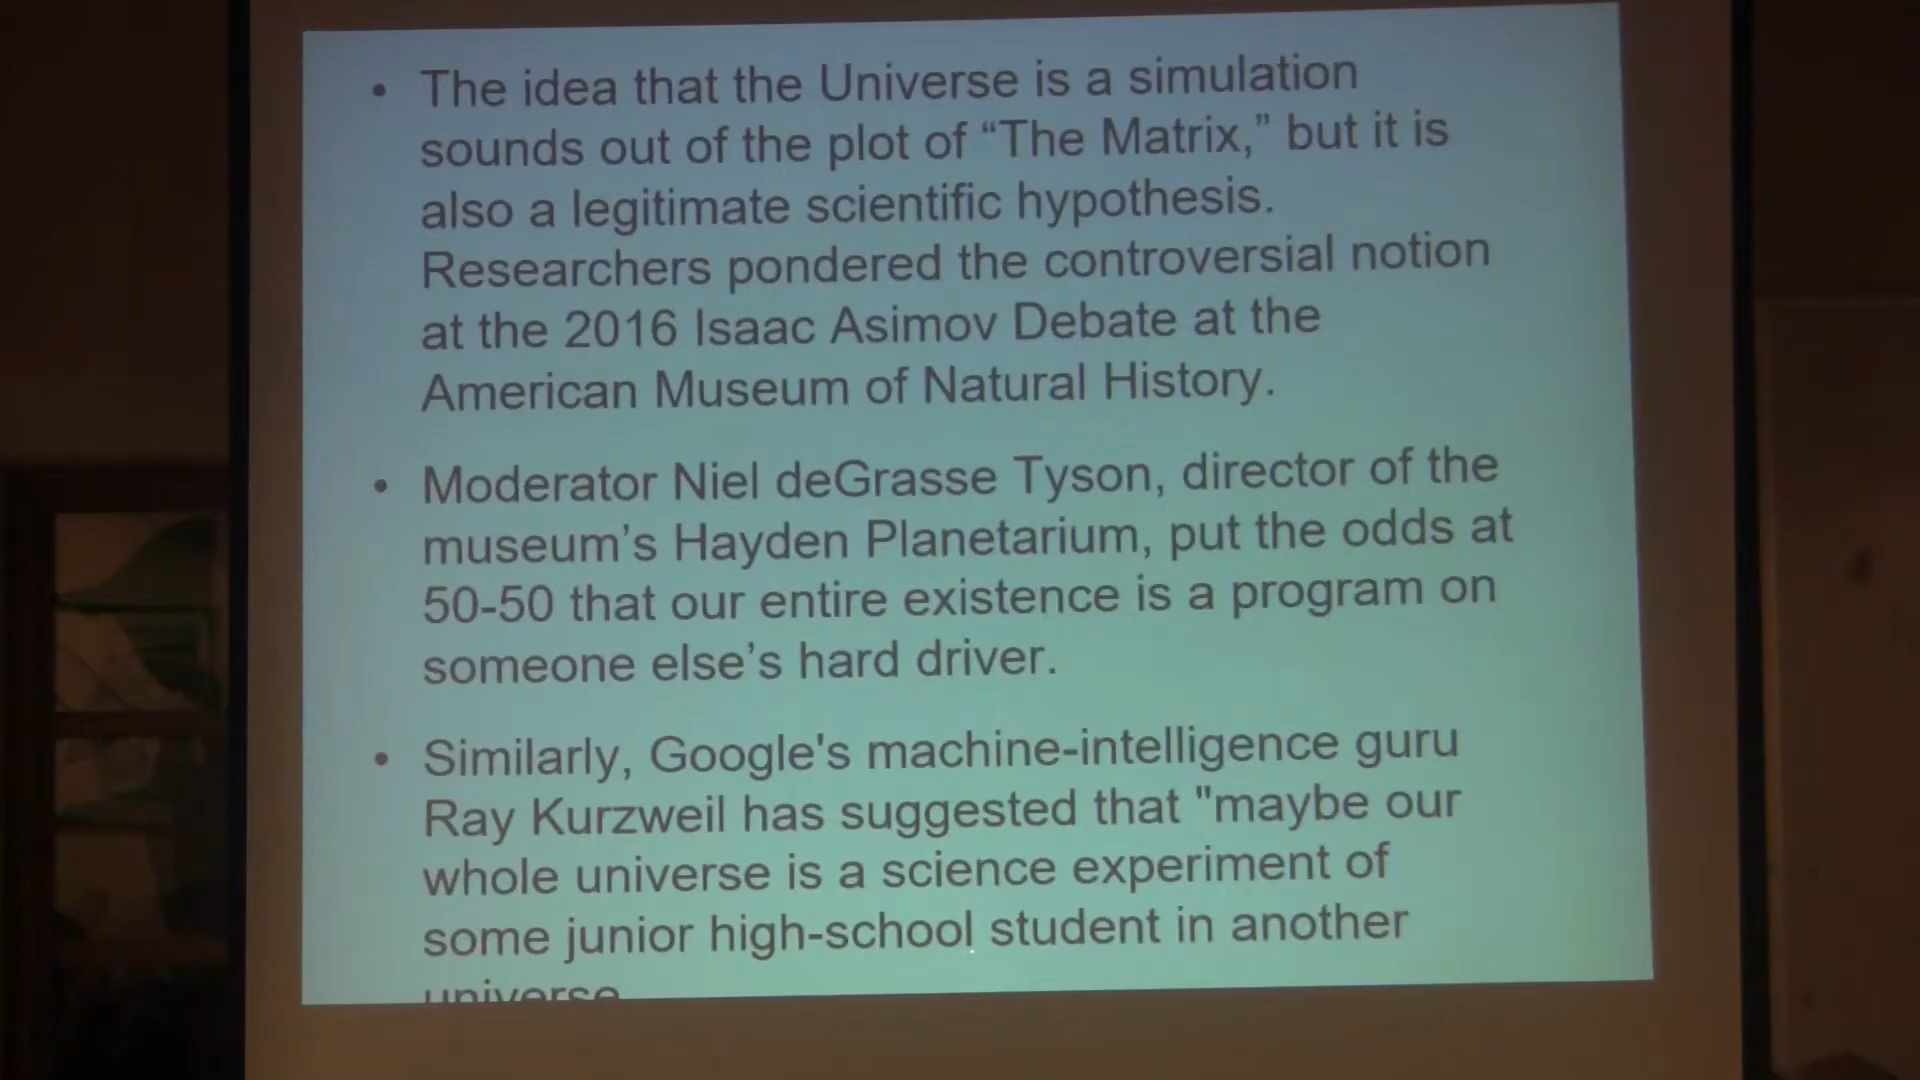 • The idea that the Universe is a simulation
sounds out of the plot of “The Matrix,” but it is
also a legitimate scientific hypothesis.
Researchers pondered the controversial notion
at the 2016 Isaac Asimov Debate at the
American Museum of Natural History.
• Moderator Niel deGrasse Tyson, director of the
museum’s Hayden Planetarium, put the odds at
50-50 that our entire existence is a program on
someone else’s hard driver.
• Similarly, Google's machine-intelligence guru
Ray Kurzweil has suggested that "maybe our
whole universe is a science experiment of
some junior high-school student in another
universe